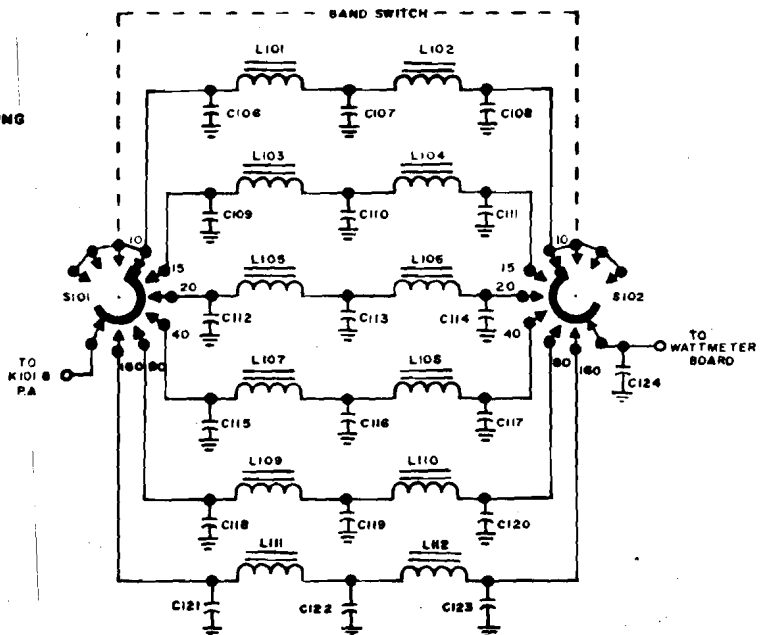 BAND SWITCH
L101 L102
C106 C107 C108
NG
L103 L104
C109 C110 C111
10 10
15 15
L105 L106
S101 20 20 S102
C112 C113 C114
40 40
L107 L108
160 80 80 160
TO
K101B
P.A
TO
WATTMETER
BOARD
C124
C115 C116 C117
L109 L110
C118 C119 C120
L111 L112
C121 C122 C123